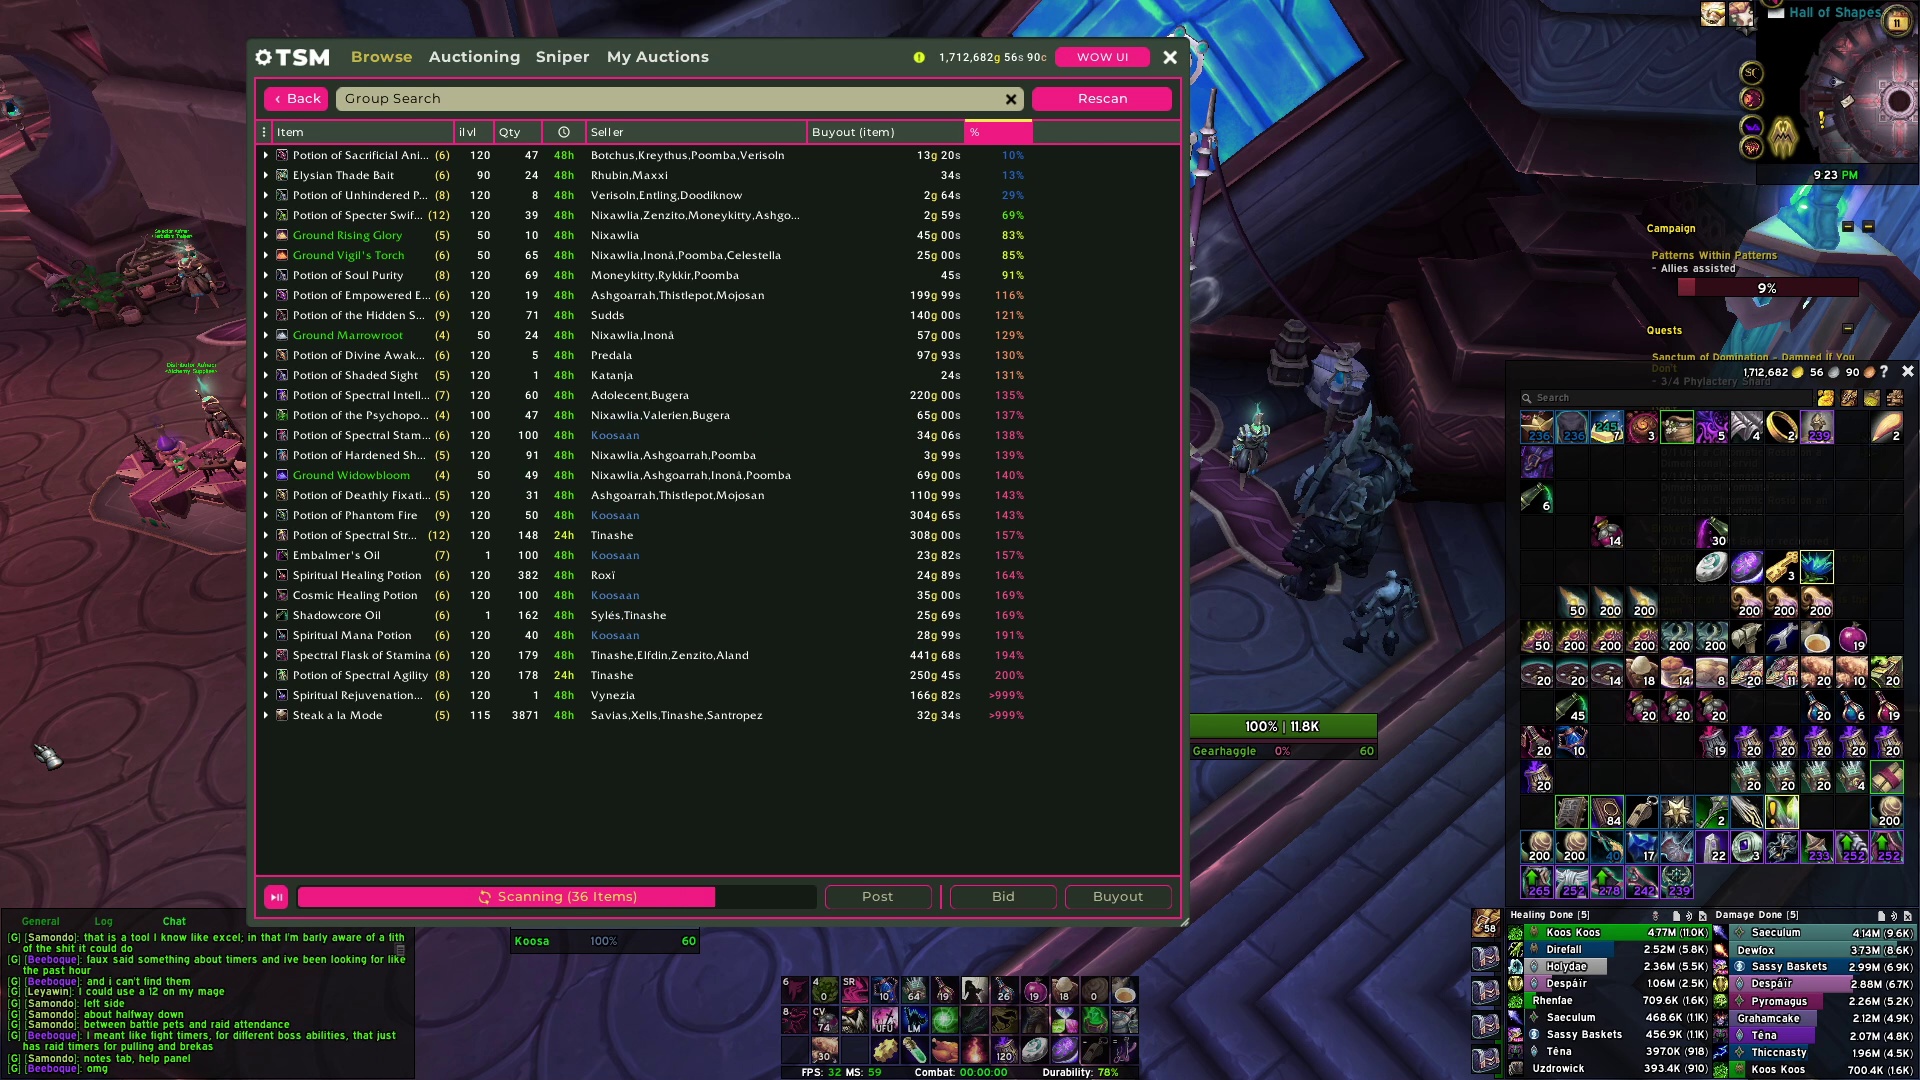 TSM Browse Auctioning Sniper My Auctions 1,712,682g 56s 90c WOW UI
Back Group Search Rescan
Item ilvl Qty Seller Buyout (item) %
Potion of Sacrificial Ani... (6) 120 47 48h Botchus,Kreythus,Poomba,Verisoln 13g 20s 10%
Elysian Thade Bait (6) 90 24 48h Rhubin,Maxxi 34s 13%
Potion of Unhindered P... (8) 120 8 48h Verisoln,Entling,Doodiknow 2g 64s 29%
Potion of Specter Swif... (12) 120 39 48h Nixawlia,Zenzito,Moneykitty,Ashgo... 2g 59s 69%
Ground Rising Glory (5) 50 10 48h Nixawlia 45g 00s 83%
Ground Vigil's Torch (6) 50 65 48h Nixawlia,Inonâ,Poomba,Celestella 25g 00s 85%
Potion of Soul Purity (8) 120 69 48h Moneykitty,Rykkir,Poomba 45s 91%
Potion of Empowered E... (6) 120 19 48h Ashgoarrah,Thistlepot,Mojosan 199g 99s 116%
Potion of the Hidden S... (9) 120 71 48h Sudds 140g 00s 121%
Ground Marrowroot (4) 50 24 48h Nixawlia,Inonâ 57g 00s 129%
Potion of Divine Awak... (6) 120 5 48h Predala 97g 93s 130%
Potion of Shaded Sight (5) 120 1 48h Katanja 24s 131%
Potion of Spectral Intell... (7) 120 60 48h Adolecent,Bugera 220g 00s 135%
Potion of the Psychopo... (4) 100 47 48h Nixawlia,Valerien,Bugera 65g 00s 137%
Potion of Spectral Stam... (6) 120 100 48h Koosaan 34g 06s 138%
Potion of Hardened Sh... (5) 120 91 48h Nixawlia,Ashgoarrah,Poomba 3g 99s 139%
Ground Widowbloom (4) 50 49 48h Nixawlia,Ashgoarrah,Inonâ,Poomba 69g 00s 140%
Potion of Deathly Fixati... (5) 120 31 48h Ashgoarrah,Thistlepot,Mojosan 110g 99s 143%
Potion of Phantom Fire (9) 120 50 48h Koosaan 304g 65s 143%
Potion of Spectral Str... (12) 120 148 24h Tinashe 308g 00s 157%
Embalmer's Oil (7) 1 100 48h Koosaan 23g 82s 157%
Spiritual Healing Potion (6) 120 382 48h Roxï 24g 89s 164%
Cosmic Healing Potion (6) 120 100 48h Koosaan 35g 00s 169%
Shadowcore Oil (6) 1 162 48h Sylés,Tinashe 25g 69s 169%
Spiritual Mana Potion (6) 120 40 48h Koosaan 28g 99s 191%
Spectral Flask of Stamina (6) 120 179 48h Tinashe,Elfdin,Zenzito,Aland 441g 68s 194%
Potion of Spectral Agility (8) 120 178 24h Tinashe 250g 45s 200%
Spiritual Rejuvenation... (6) 120 1 48h Vynezia 166g 82s >999%
Steak a la Mode (5) 115 3871 48h Savias,Xells,Tinashe,Santropez 32g 34s >999%
Scanning (36 Items) Post Bid Buyout
Hall of Shapes
11
9:23 PM
Campaign
Patterns Within Patterns
- Allies assisted
9%
Quests
Sanctum of Domination - Damned If You
Don't
- 3/4 Phylactery Shard
1,712,682 56 90
Search
100% | 11.8K
Gearhaggle 0% 60
Koosa 100% 60
General Log Chat
[G] [Samondo]: that is a tool I know like excel; in that I'm barly aware of a fith
of the shit it could do
[G] [Beeboque]: faux said something about timers and ive been looking for like
the past hour
[G] [Beeboque]: and i can't find them
[G] [Leyawin]: I could use a 12 on my mage
[G] [Samondo]: left side
[G] [Samondo]: about halfway down
[G] [Samondo]: between battle pets and raid attendance
[G] [Beeboque]: I meant like fight timers, for different boss abilities, that just
has raid timers for pulling and brekas
[G] [Samondo]: notes tab, help panel
[G] [Beeboque]: omg
FPS: 32 MS: 59 Combat: 00:00:00 Durability: 78%
Healing Done [5]
Koos Koos 4.77M (11.0K)
Direfall 2.52M (5.8K)
Holydae 2.36M (5.5K)
Despáir 1.06M (2.5K)
Rhenfae 709.6K (1.6K)
Saeculum 468.6K (1.1K)
Sassy Baskets 456.9K (1.1K)
Têna 397.0K (918)
Uzdrowick 393.4K (910)
Damage Done [5]
Saeculum 4.14M (9.6K)
Dewfox 3.73M (8.6K)
Sassy Baskets 2.99M (6.9K)
Despáir 2.88M (6.7K)
Pyromagus 2.26M (5.2K)
Grahamcake 2.12M (4.9K)
Têna 2.07M (4.8K)
Thiccnasty 1.96M (4.5K)
Koos Koos 700.4K (1.6K)